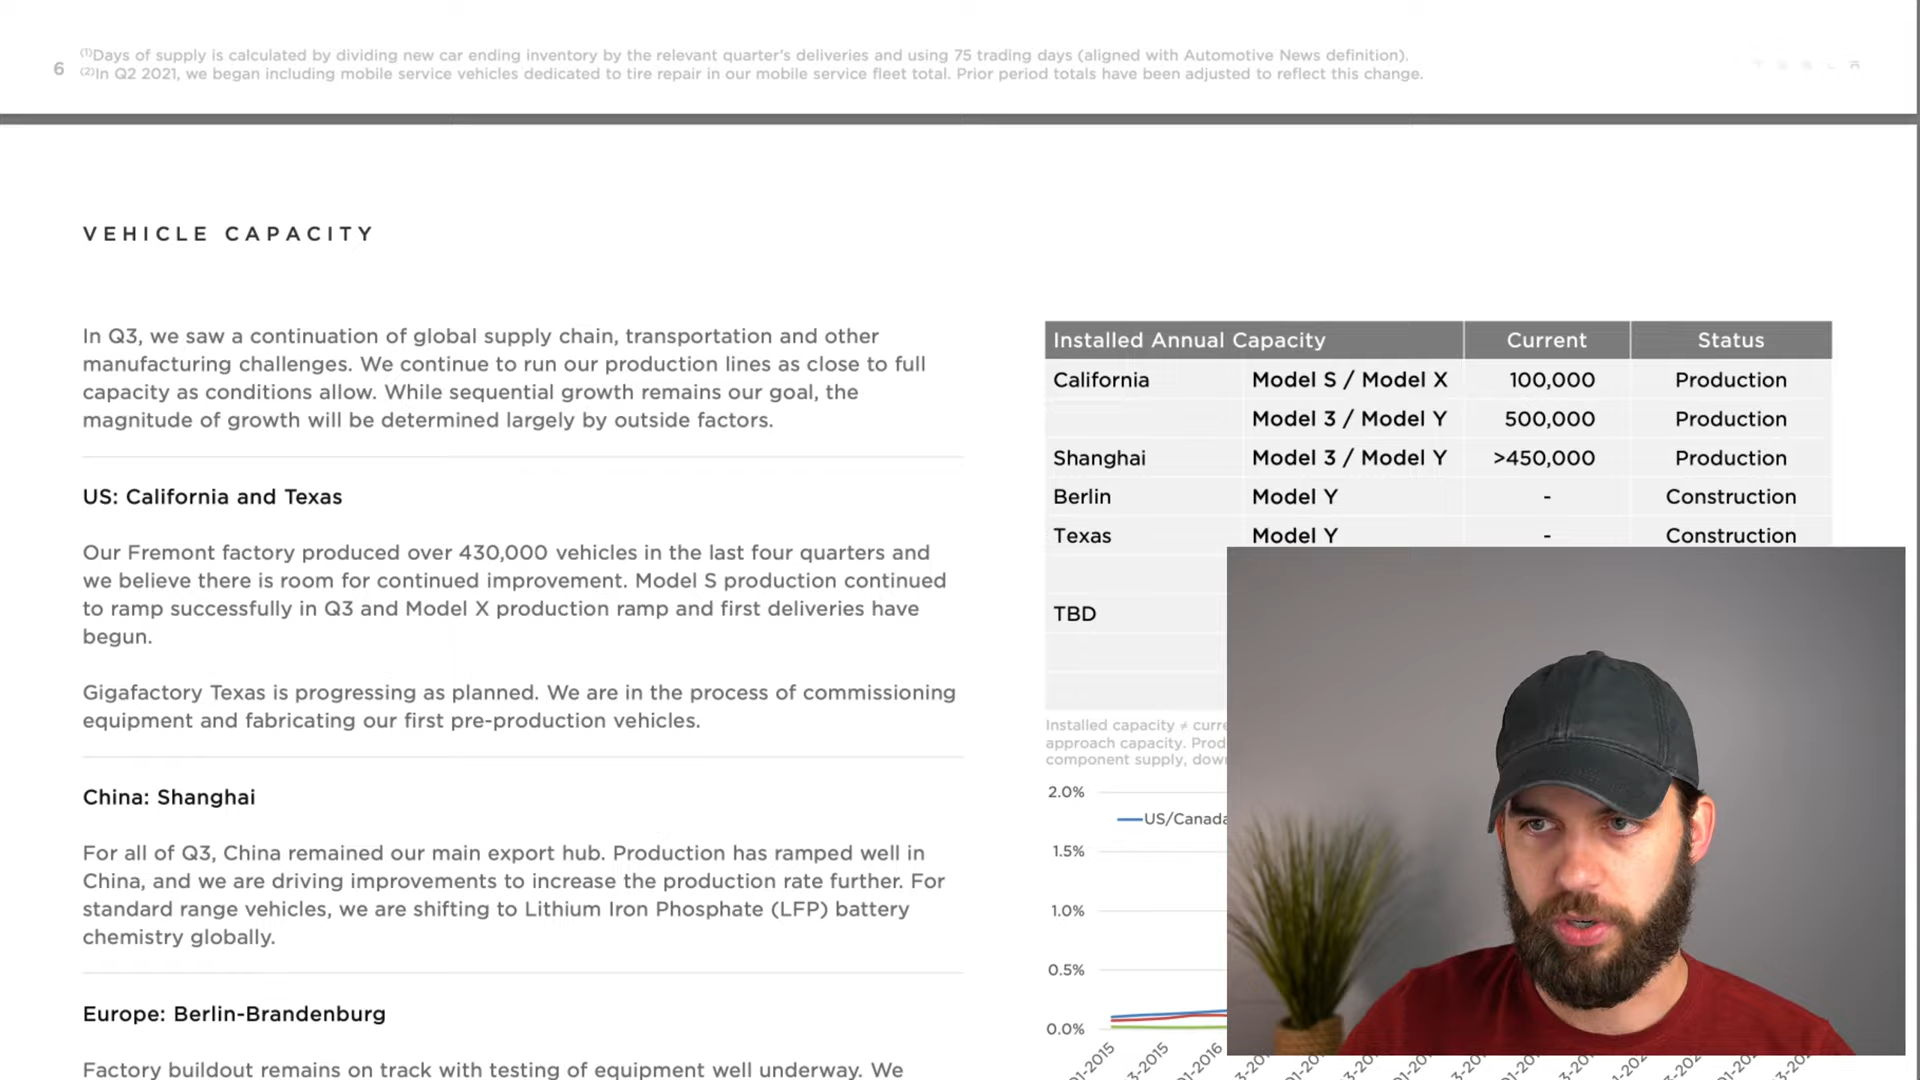 6
(1)Days of supply is calculated by dividing new car ending inventory by the relevant quarter's deliveries and using 75 trading days (aligned with Automotive News definition).
(2)In Q2 2021, we began including mobile service vehicles dedicated to tire repair in our mobile service fleet total. Prior period totals have been adjusted to reflect this change.
VEHICLE CAPACITY
In Q3, we saw a continuation of global supply chain, transportation and other
manufacturing challenges. We continue to run our production lines as close to full
capacity as conditions allow. While sequential growth remains our goal, the
magnitude of growth will be determined largely by outside factors.
US: California and Texas
Our Fremont factory produced over 430,000 vehicles in the last four quarters and
we believe there is room for continued improvement. Model S production continued
to ramp successfully in Q3 and Model X production ramp and first deliveries have
begun.
Gigafactory Texas is progressing as planned. We are in the process of commissioning
equipment and fabricating our first pre-production vehicles.
China: Shanghai
For all of Q3, China remained our main export hub. Production has ramped well in
China, and we are driving improvements to increase the production rate further. For
standard range vehicles, we are shifting to Lithium Iron Phosphate (LFP) battery
chemistry globally.
Europe: Berlin-Brandenburg
Factory buildout remains on track with testing of equipment well underway. We
Installed Annual Capacity Current Status
California Model S / Model X 100,000 Production
Model 3 / Model Y 500,000 Production
Shanghai Model 3 / Model Y >450,000 Production
Berlin Model Y - Construction
Texas Model Y - Construction
TBD
Installed capacity ≠ curre
approach capacity. Prod
component supply, dow
2.0%
US/Canada
1.5%
1.0%
0.5%
0.0%